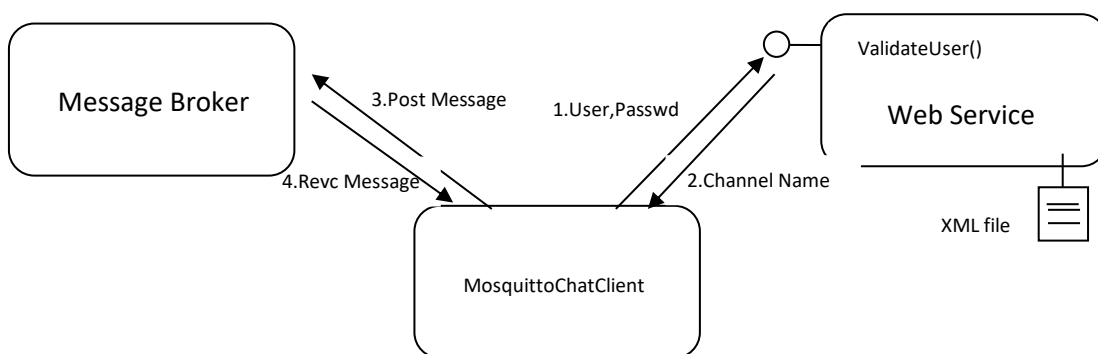 ValidateUser()
Message Broker
3.Post Message
1.User,Passwd
Web Service
4.Revc Message
2.Channel Name
XML file
MosquittoChatClient